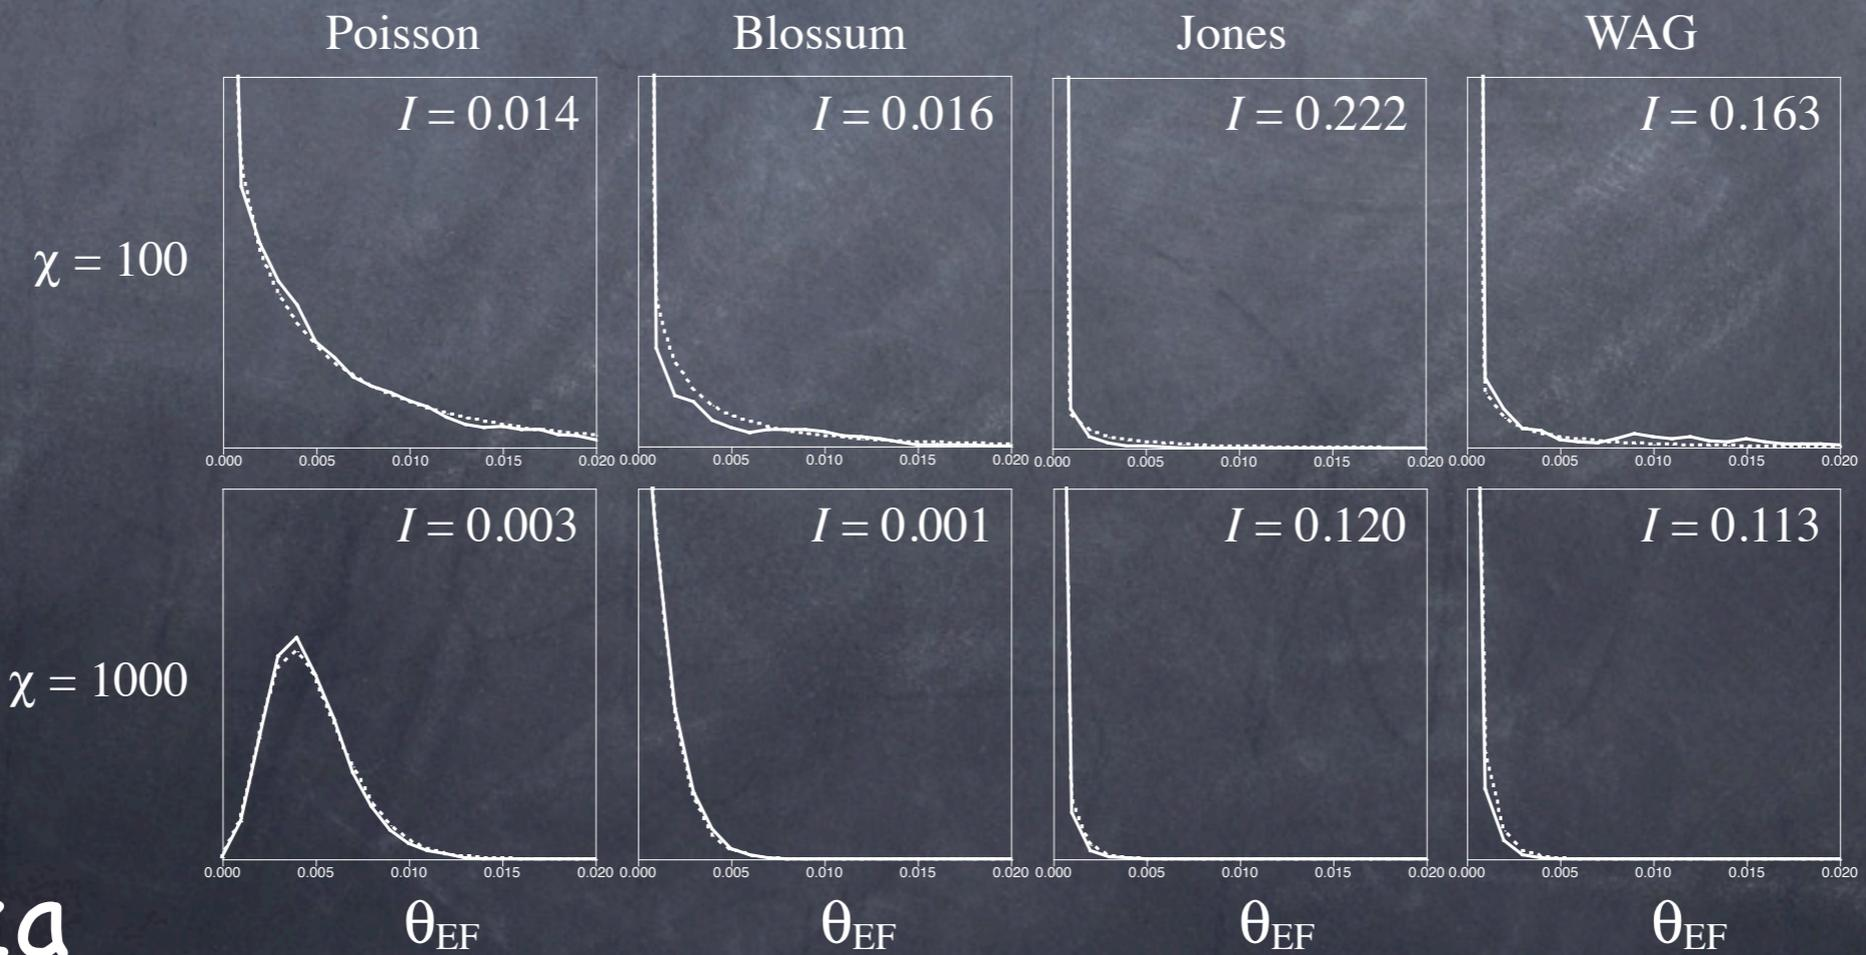 Poisson Blossum Jones WAG
I = 0.014 I = 0.016 I = 0.222 I = 0.163
χ = 100
0.000 0.005 0.010 0.015 0.020 0.000 0.005 0.010 0.015 0.020 0.000 0.005 0.010 0.015 0.020 0.000 0.005 0.010 0.015 0.020
I = 0.003 I = 0.001 I = 0.120 I = 0.113
χ = 1000
0.000 0.005 0.010 0.015 0.020 0.000 0.005 0.010 0.015 0.020 0.000 0.005 0.010 0.015 0.020 0.000 0.005 0.010 0.015 0.020
θEF θEF θEF θEF